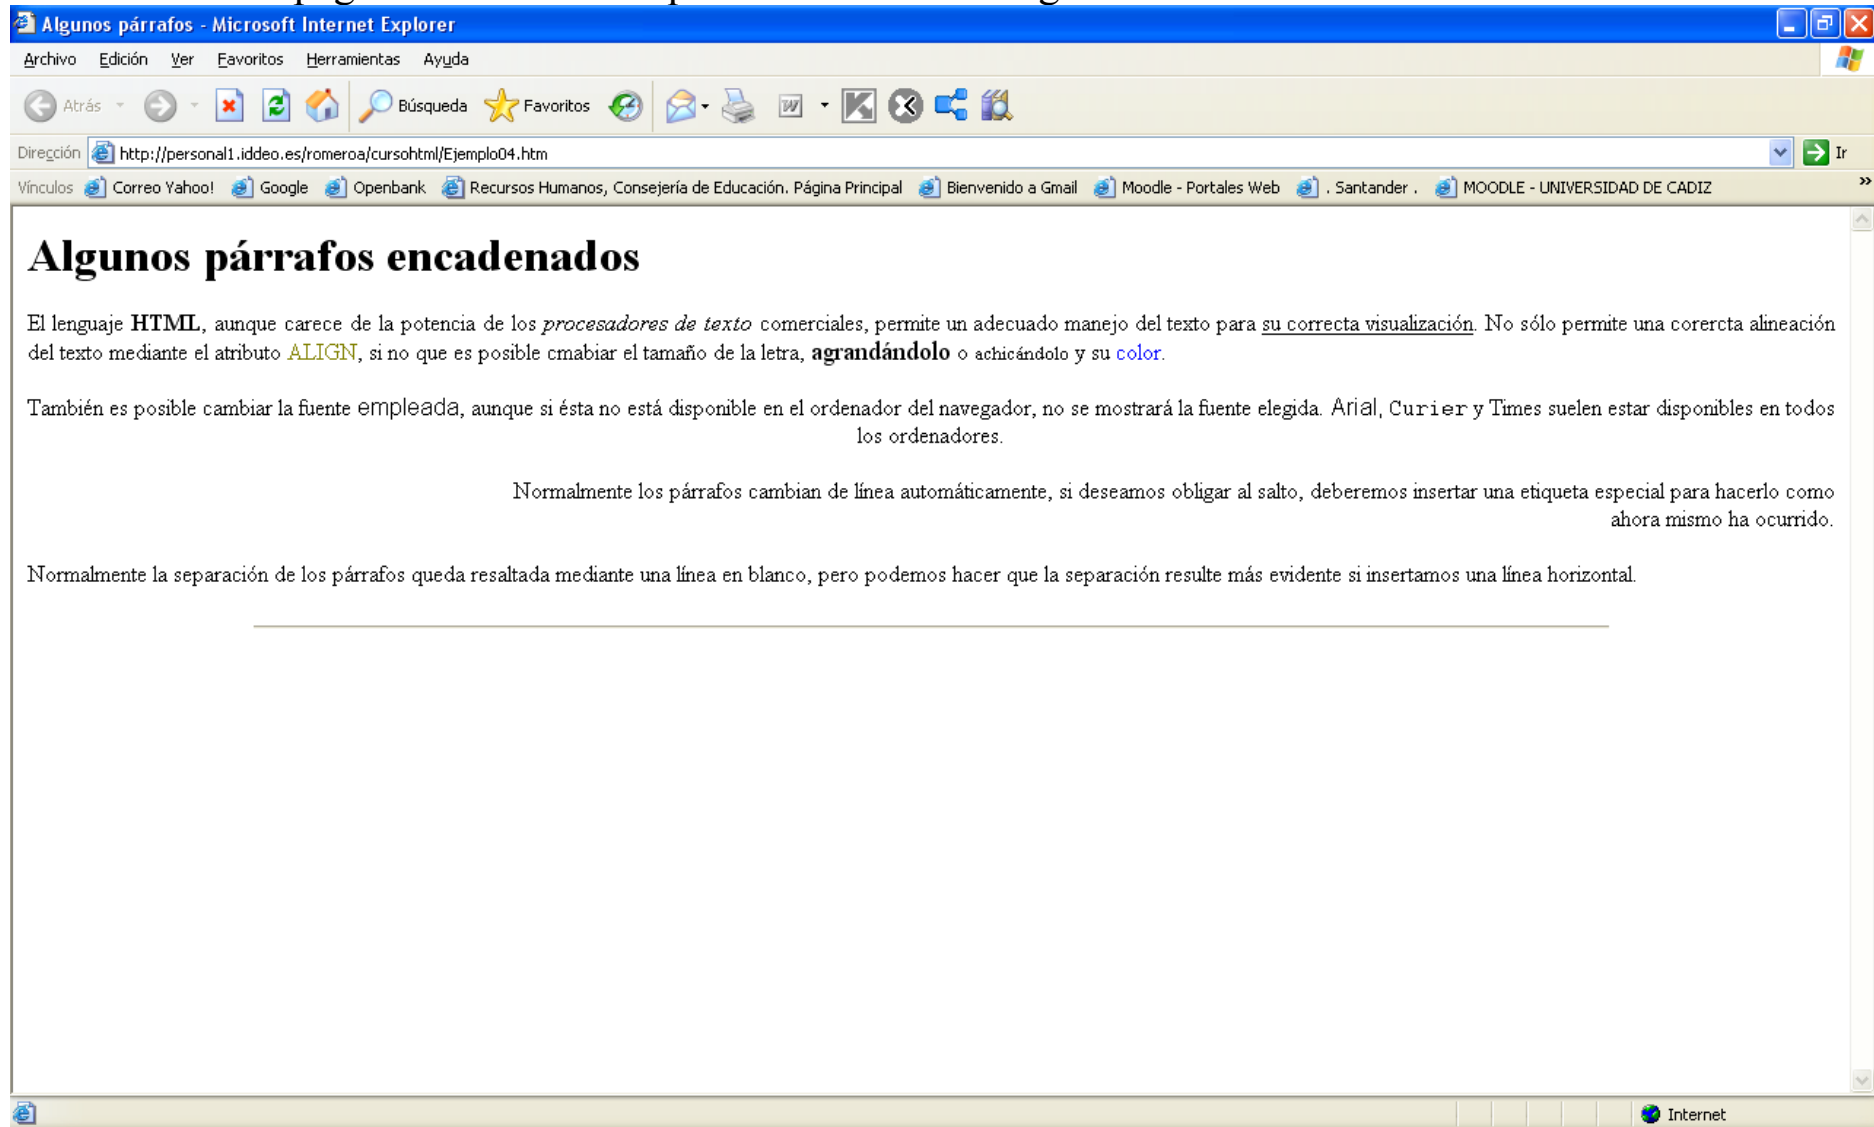 Algunos párrafos - Microsoft Internet Explorer
Archivo Edición Ver Favoritos Herramientas Ayuda
Atrás Búsqueda Favoritos
Dirección http://personal1.iddeo.es/romeroa/cursohtml/Ejemplo04.htm Ir
Vínculos Correo Yahoo! Google Openbank Recursos Humanos, Consejería de Educación. Página Principal Bienvenido a Gmail Moodle - Portales Web . Santander . MOODLE - UNIVERSIDAD DE CADIZ »
Algunos párrafos encadenados
El lenguaje HTML, aunque carece de la potencia de los procesadores de texto comerciales, permite un adecuado manejo del texto para su correcta visualización. No sólo permite una corercta alineación
del texto mediante el atributo ALIGN, si no que es posible cmabiar el tamaño de la letra, agrandándolo o achicándolo y su color.
También es posible cambiar la fuente empleada, aunque si ésta no está disponible en el ordenador del navegador, no se mostrará la fuente elegida. Arial, Curier y Times suelen estar disponibles en todos
los ordenadores.
Normalmente los párrafos cambian de línea automáticamente, si deseamos obligar al salto, deberemos insertar una etiqueta especial para hacerlo como
ahora mismo ha ocurrido.
Normalmente la separación de los párrafos queda resaltada mediante una línea en blanco, pero podemos hacer que la separación resulte más evidente si insertamos una línea horizontal.
Internet